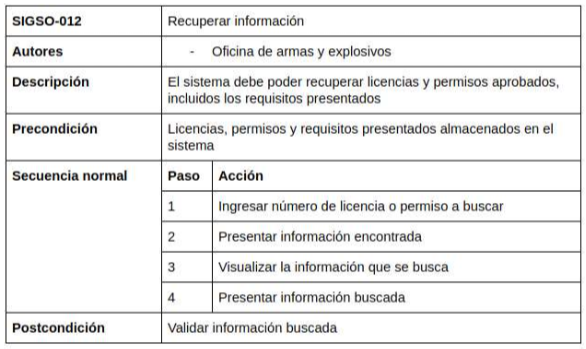 SIGSO-012 Recuperar información
Autores - Oficina de armas y explosivos
Descripción El sistema debe poder recuperar licencias y permisos aprobados,
incluidos los requisitos presentados
Precondición Licencias, permisos y requisitos presentados almacenados en el
sistema
Secuencia normal Paso Acción
1 Ingresar número de licencia o permiso a buscar
2 Presentar información encontrada
3 Visualizar la información que se busca
4 Presentar información buscada
Postcondición Validar información buscada